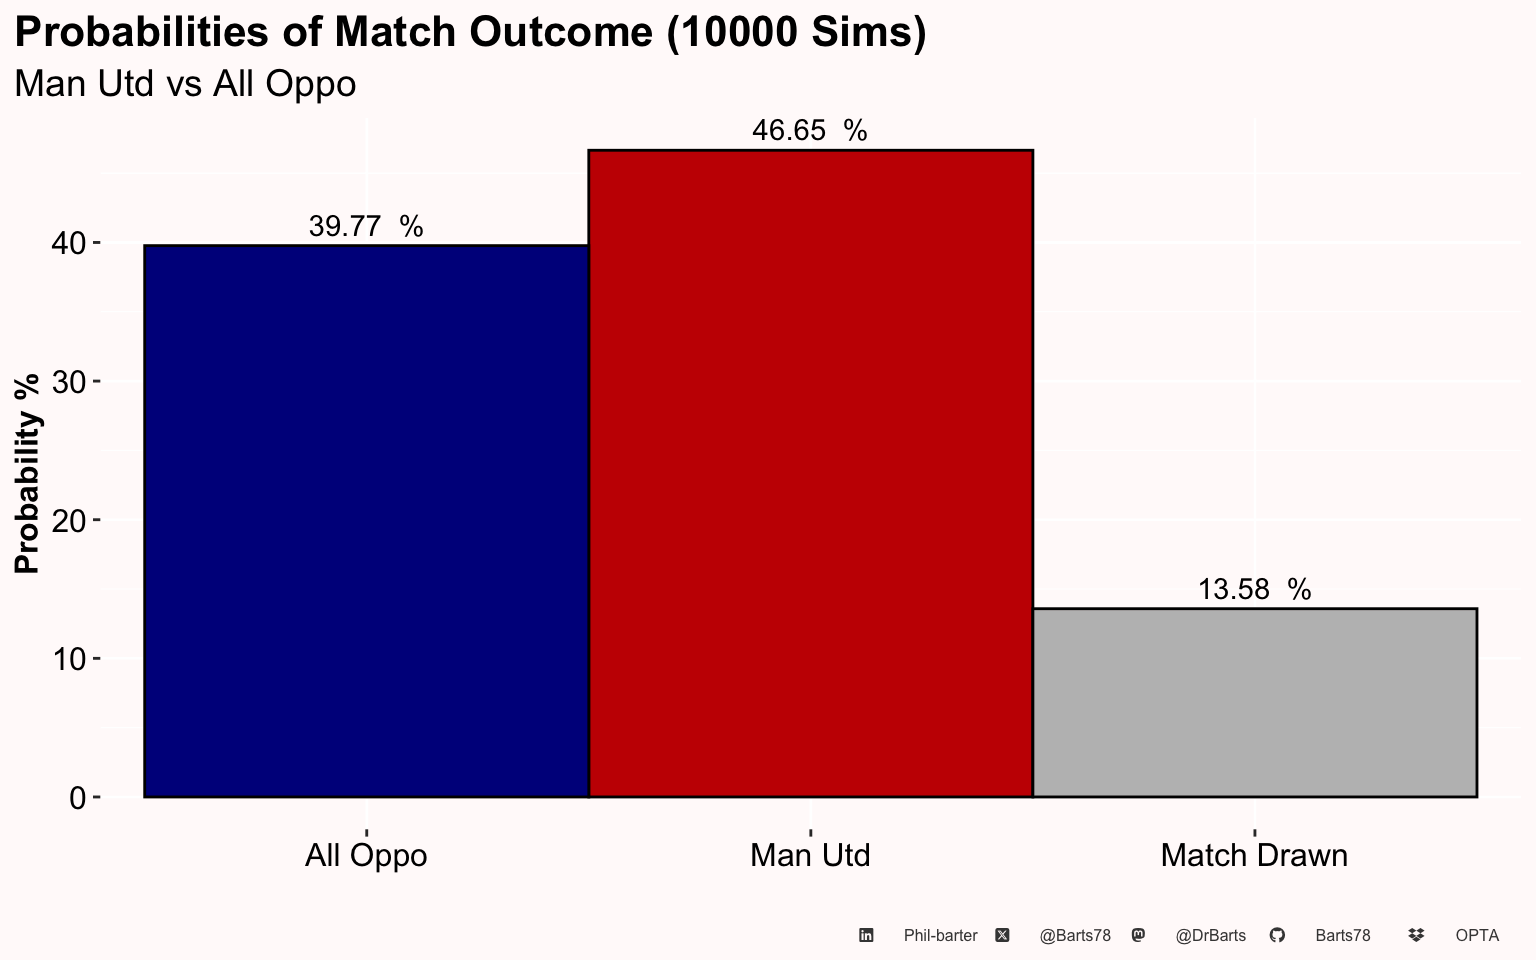 Probabilities of Match Outcome (10000 Sims)
Man Utd vs All Oppo
46.65 %
39.77 %
13.58 %
Probability %
40
30
20
10
0
All Oppo Man Utd Match Drawn
Phil-barter @Barts78 @DrBarts Barts78 OPTA